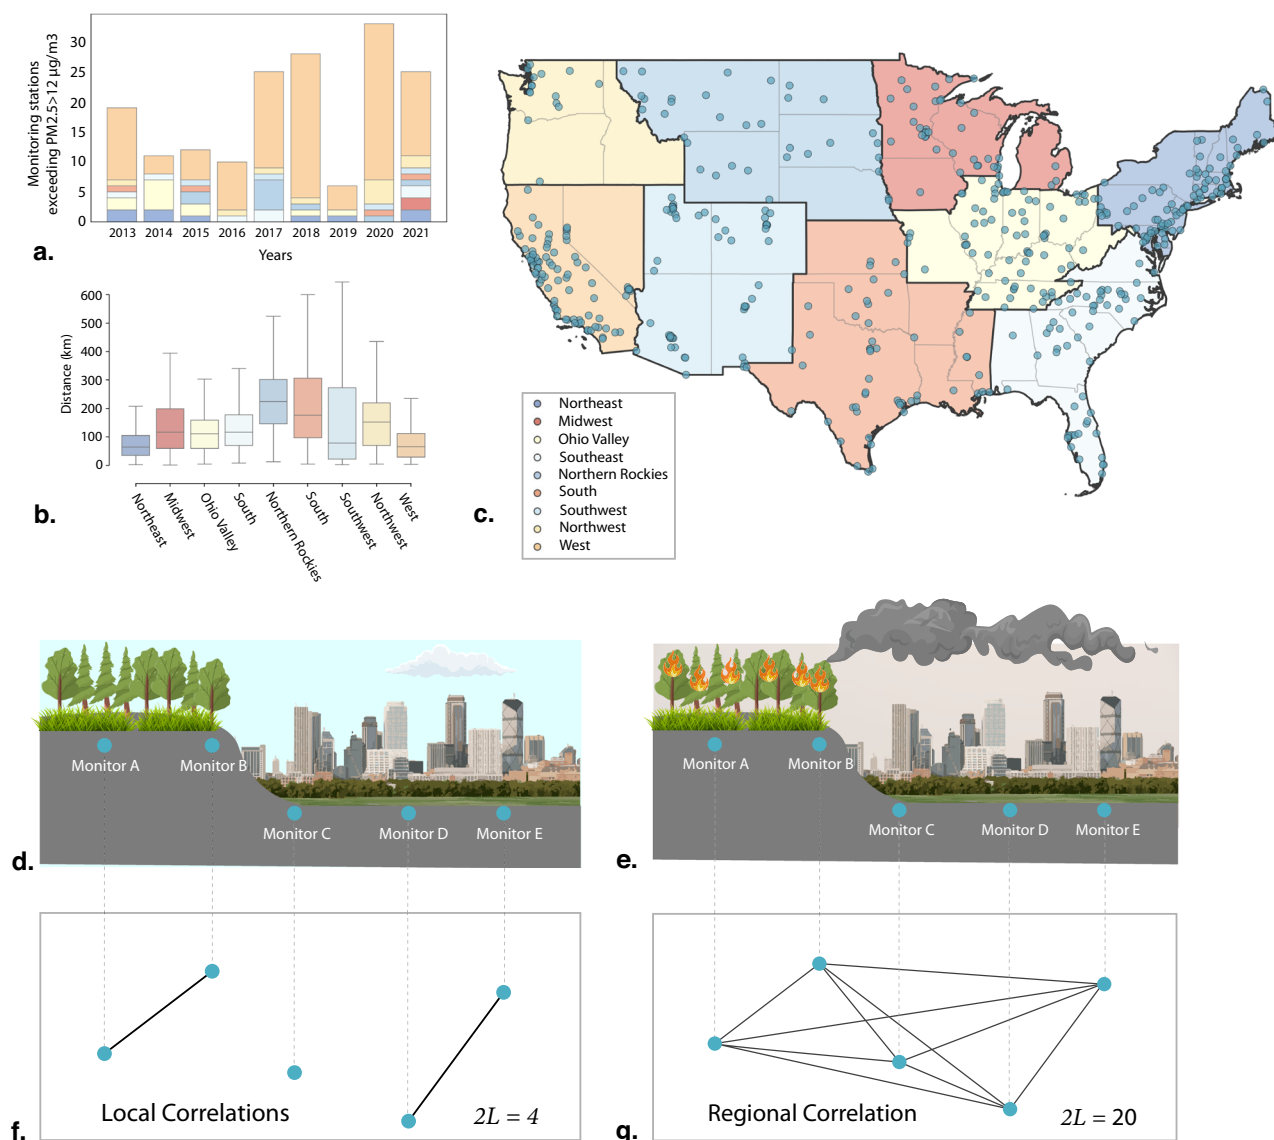 Monitoring stations
exceeding PM2.5>12 µg/m3
30
25
20
15
10
5
0
2013 2014 2015 2016 2017 2018 2019 2020 2021
Years
a.
Distance (km)
600
500
400
300
200
100
0
Northeast
Midwest
Ohio Valley
South
Northern Rockies
South
Southwest
Northwest
West
b.
Northeast
Midwest
Ohio Valley
Southeast
Northern Rockies
South
Southwest
Northwest
West
c.
Monitor A
Monitor B
Monitor C
Monitor D
Monitor E
d.
Monitor A
Monitor B
Monitor C
Monitor D
Monitor E
e.
Local Correlations
2L = 4
f.
Regional Correlation
2L = 20
g.